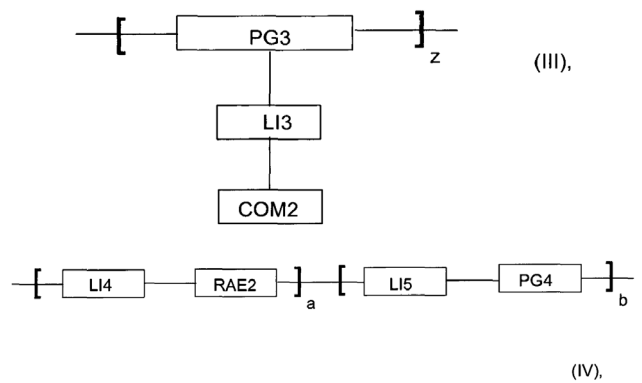 [ PG3 ] z
(III),
LI3
COM2
[ LI4 RAE2 ] a [ LI5 PG4 ] b
(IV),